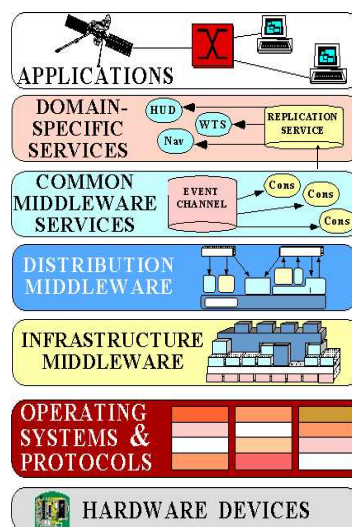 APPLICATIONS
DOMAIN-
SPECIFIC
SERVICES
HUD
WTS
Nav
REPLICATION
SERVICE
COMMON
MIDDLEWARE
SERVICES
EVENT
CHANNEL
Cons
Cons
Cons
DISTRIBUTION
MIDDLEWARE
INFRASTRUCTURE
MIDDLEWARE
OPERATING
SYSTEMS &
PROTOCOLS
HARDWARE DEVICES